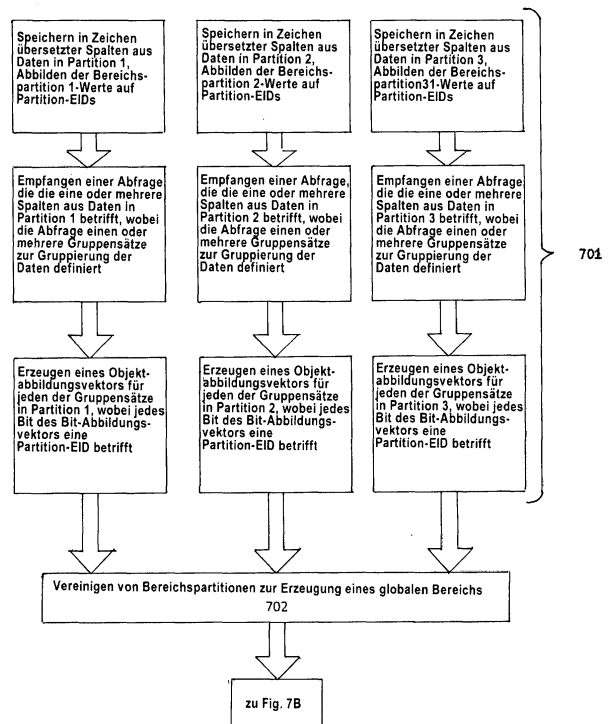 Speichern in Zeichen
übersetzter Spalten aus
Daten in Partition 1,
Abbilden der Bereichs-
partition 1-Werte auf
Partition-EIDs
Speichern in Zeichen
übersetzter Spalten aus
Daten in Partition 2,
Abbilden der Bereichs-
partition 2-Werte auf
Partition-EIDs
Speichern in Zeichen
übersetzter Spalten aus
Daten in Partition 3,
Abbilden der Bereichs-
partition31-Werte auf
Partition-EIDs
Empfangen einer Abfrage
die die eine oder mehrere
Spalten aus Daten in
Partition 1 betrifft, wobei
die Abfrage einen oder
mehrere Gruppensätze
zur Gruppierung der
Daten definiert
Empfangen einer Abfrage,
die die eine oder mehrere
Spalten aus Daten in
Partition 2 betrifft, wobei
die Abfrage einen oder
mehrere Gruppensätze
zur Gruppierung der
Daten definiert
Empfangen einer Abfrage
die die eine oder mehrere
Spalten aus Daten in
Partition 3 betrifft, wobei
die Abfrage einen oder
mehrere Gruppensätze
zur Gruppierung der
Daten definiert
701
Erzeugen eines Objekt-
abbildungsvektors für
jeden der Gruppensätze
in Partition 1, wobei jedes
Bit des Bit-Abbildungs-
vektors eine
Partition-EID betrifft
Erzeugen eines Objekt-
abbildungsvektors für
jeden der Gruppensätze
in Partition 2, wobei jedes
Bit des Bit-Abbildungs-
vektors eine
Partition-EID betrifft
Erzeugen eines Objekt-
abbildungsvektors für
jeden der Gruppensätze
in Partition 3, wobei jedes
Bit des Bit-Abbildungs-
vektors eine
Partition-EID betrifft
Vereinigen von Bereichspartitionen zur Erzeugung eines globalen Bereichs
702
zu Fig. 7B